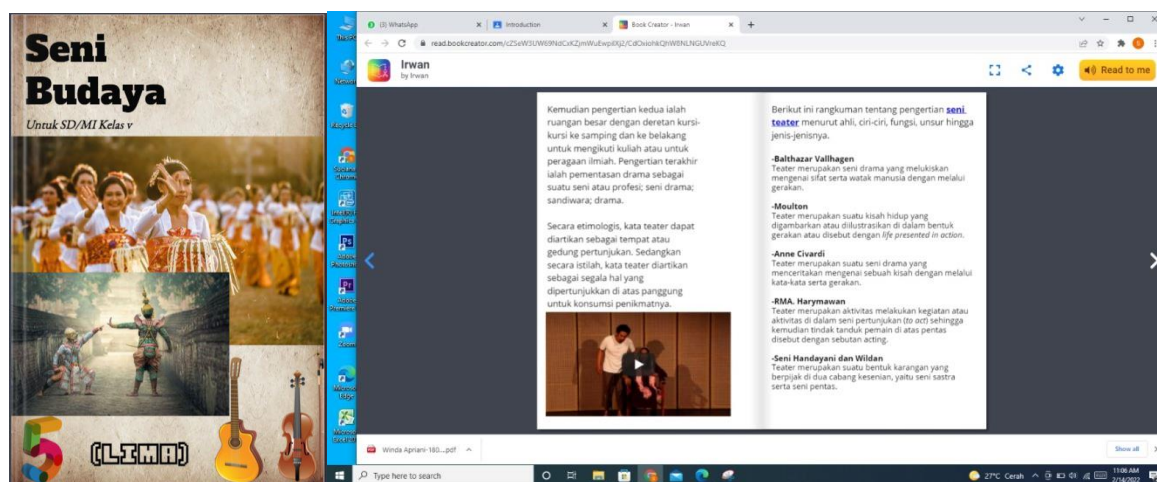 Seni
Budaya
Untuk SD/MI Kelas v
5
(LIMA)
(3) WhatsApp
Introduction
Book Creator - Irwan
Irwan
by Irwan
Read to me
Kemudian pengertian kedua ialah
ruangan besar dengan deretan kursi-
kursi ke samping dan ke belakang
untuk mengikuti kuliah atau untuk
peragaan ilmiah. Pengertian terakhir
ialah pementasan drama sebagai
suatu seni atau profesi; seni drama;
sandiwara; drama.
Secara etimologis, kata teater dapat
diartikan sebagai tempat atau
gedung pertunjukan. Sedangkan
secara istilah, kata teater diartikan
sebagai segala hal yang
dipertunjukkan di atas panggung
untuk konsumsi penikmatnya.
Berikut ini rangkuman tentang pengertian seni
teater menurut ahli, ciri-ciri, fungsi, unsur hingga
jenis-jenisnya.
-Balthazar Vallhagen
Teater merupakan seni drama yang melukiskan
mengenai sifat serta watak manusia dengan melalui
gerakan.
-Moulton
Teater merupakan suatu kisah hidup yang
digambarkan atau diilustrasikan di dalam bentuk
gerakan atau disebut dengan life presented in action.
-Anne Civardi
Teater merupakan suatu seni drama yang
menceritakan mengenai sebuah kisah dengan melalui
kata-kata serta gerakan.
-RMA. Harymawan
Teater merupakan aktivitas melakukan kegiatan atau
aktivitas di dalam seni pertunjukan (to act) sehingga
kemudian tindak tanduk pemain di atas pentas
disebut dengan sebutan acting.
-Seni Handayani dan Wildan
Teater merupakan suatu bentuk karangan yang
berpijak di dua cabang kesenian, yaitu seni sastra
serta seni pentas.
Winda Apriani-180....pdf
Show all
Type here to search
27°C Cerah
11:06 AM
2/14/2022